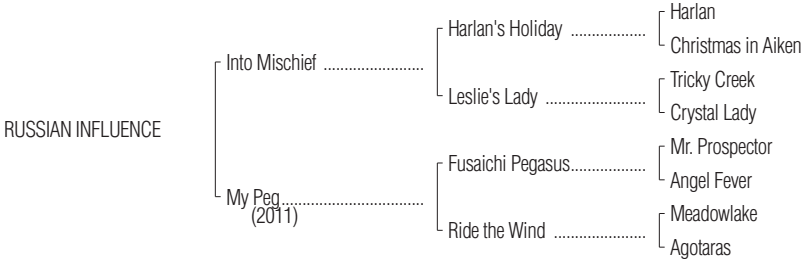 Harlan
Harlan's Holiday ...................
Christmas in Aiken
Into Mischief .........................
Tricky Creek
Leslie's Lady .........................
Crystal Lady
RUSSIAN INFLUENCE
Mr. Prospector
Fusaichi Pegasus...................
Angel Fever
My Peg...................................
(2011)
Meadowlake
Ride the Wind .......................
Agotaras